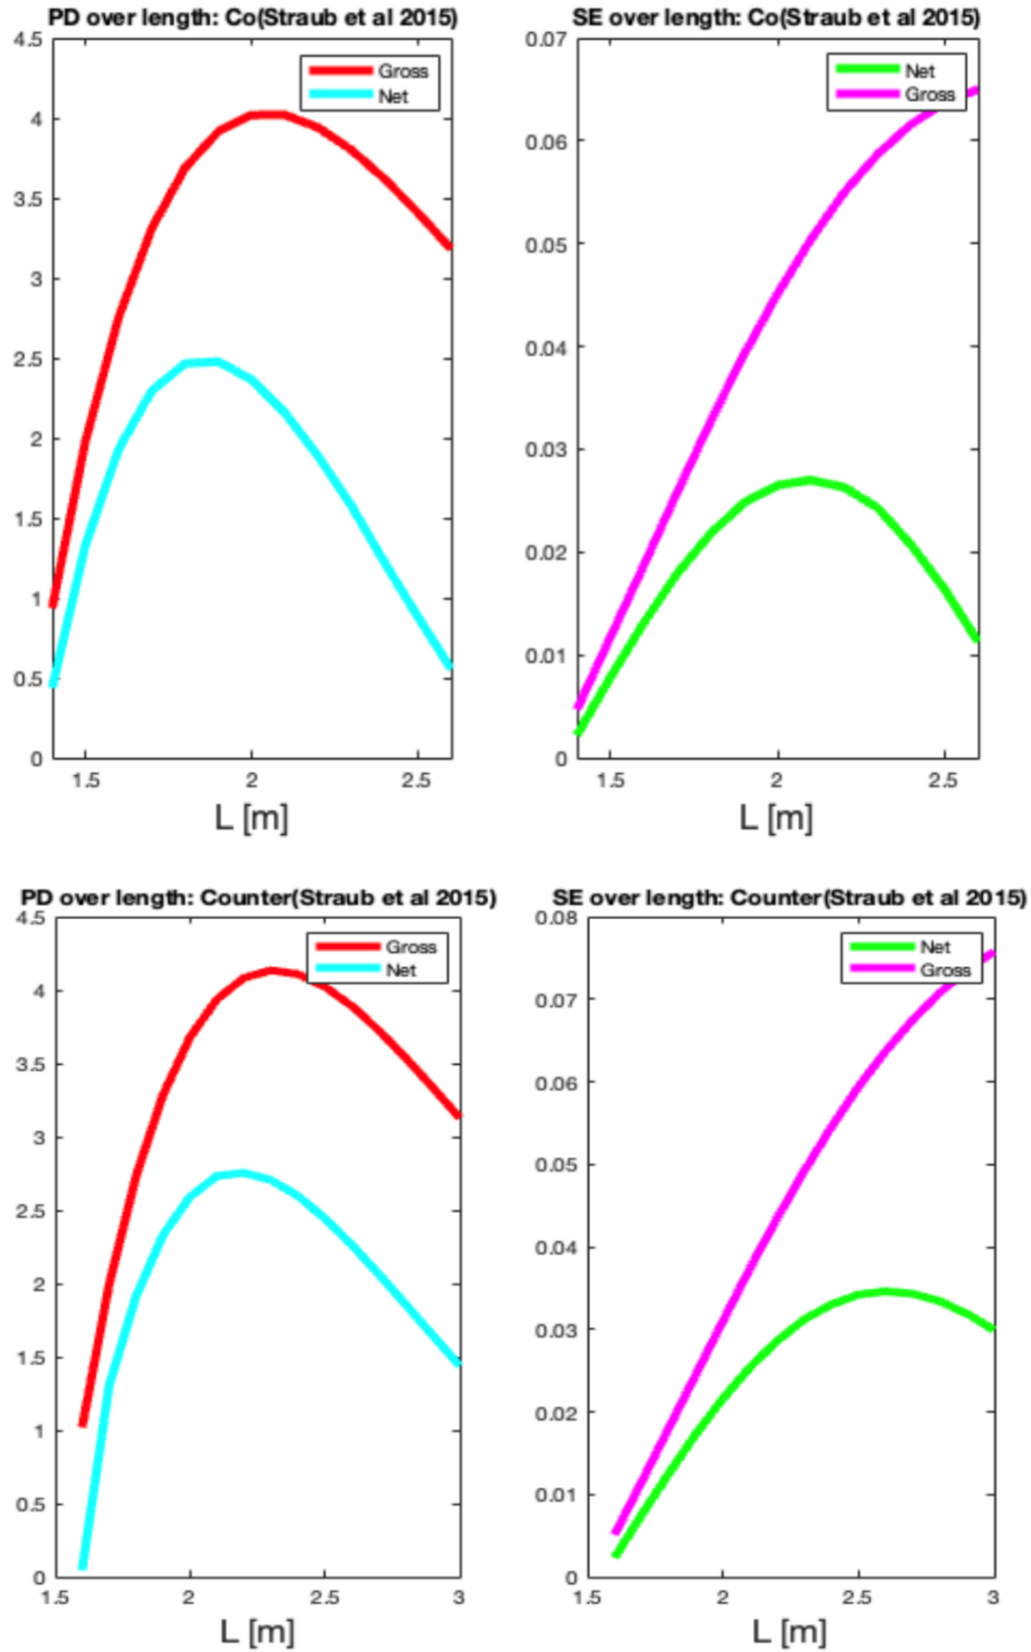 PD over length: Co(Straub et al 2015)
4.5
4
3.5
3
2.5
2
1.5
1
0.5
0
Gross
Net
1.5 2 2.5
L [m]
SE over length: Co(Straub et al 2015)
0.07
0.06
0.05
0.04
0.03
0.02
0.01
0
Net
Gross
1.5 2 2.5
L [m]
PD over length: Counter(Straub et al 2015)
4.5
4
3.5
3
2.5
2
1.5
1
0.5
0
Gross
Net
1.5 2 2.5 3
L [m]
SE over length: Counter(Straub et al 2015)
0.08
0.07
0.06
0.05
0.04
0.03
0.02
0.01
0
Net
Gross
1.5 2 2.5 3
L [m]